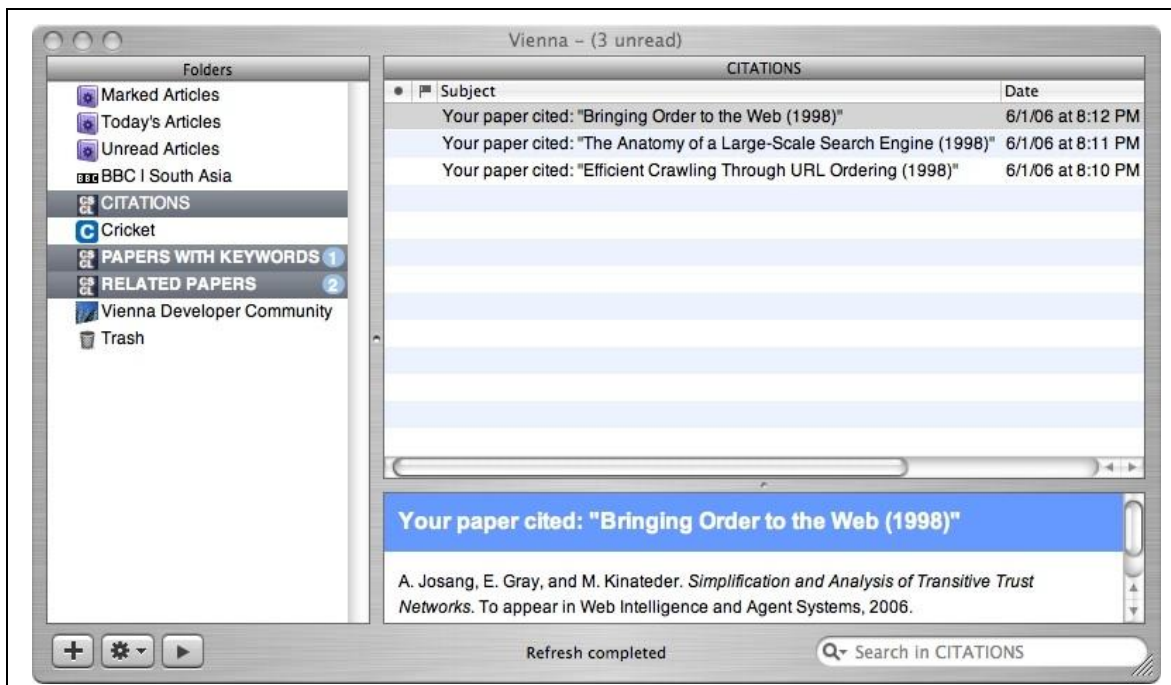 Vienna – (3 unread)
Folders
Marked Articles
Today's Articles
Unread Articles
BBC BBC I South Asia
CITATIONS
C Cricket
PAPERS WITH KEYWORDS 1
RELATED PAPERS 2
Vienna Developer Community
Trash
CITATIONS
Subject Date
Your paper cited: "Bringing Order to the Web (1998)" 6/1/06 at 8:12 PM
Your paper cited: "The Anatomy of a Large-Scale Search Engine (1998)" 6/1/06 at 8:11 PM
Your paper cited: "Efficient Crawling Through URL Ordering (1998)" 6/1/06 at 8:10 PM
Your paper cited: "Bringing Order to the Web (1998)"
A. Josang, E. Gray, and M. Kinateder. Simplification and Analysis of Transitive Trust
Networks. To appear in Web Intelligence and Agent Systems, 2006.
Refresh completed
Search in CITATIONS